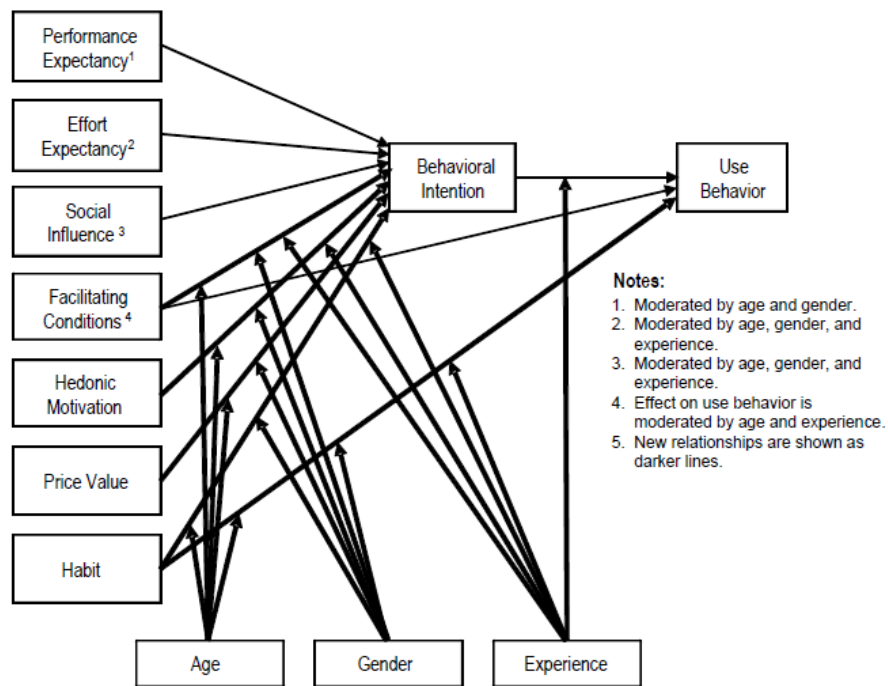 Performance
Expectancy¹
Effort
Expectancy²
Social
Influence ³
Facilitating
Conditions ⁴
Hedonic
Motivation
Price Value
Habit
Behavioral
Intention
Use
Behavior
Notes:
1. Moderated by age and gender.
2. Moderated by age, gender, and
experience.
3. Moderated by age, gender, and
experience.
4. Effect on use behavior is
moderated by age and experience.
5. New relationships are shown as
darker lines.
Age
Gender
Experience